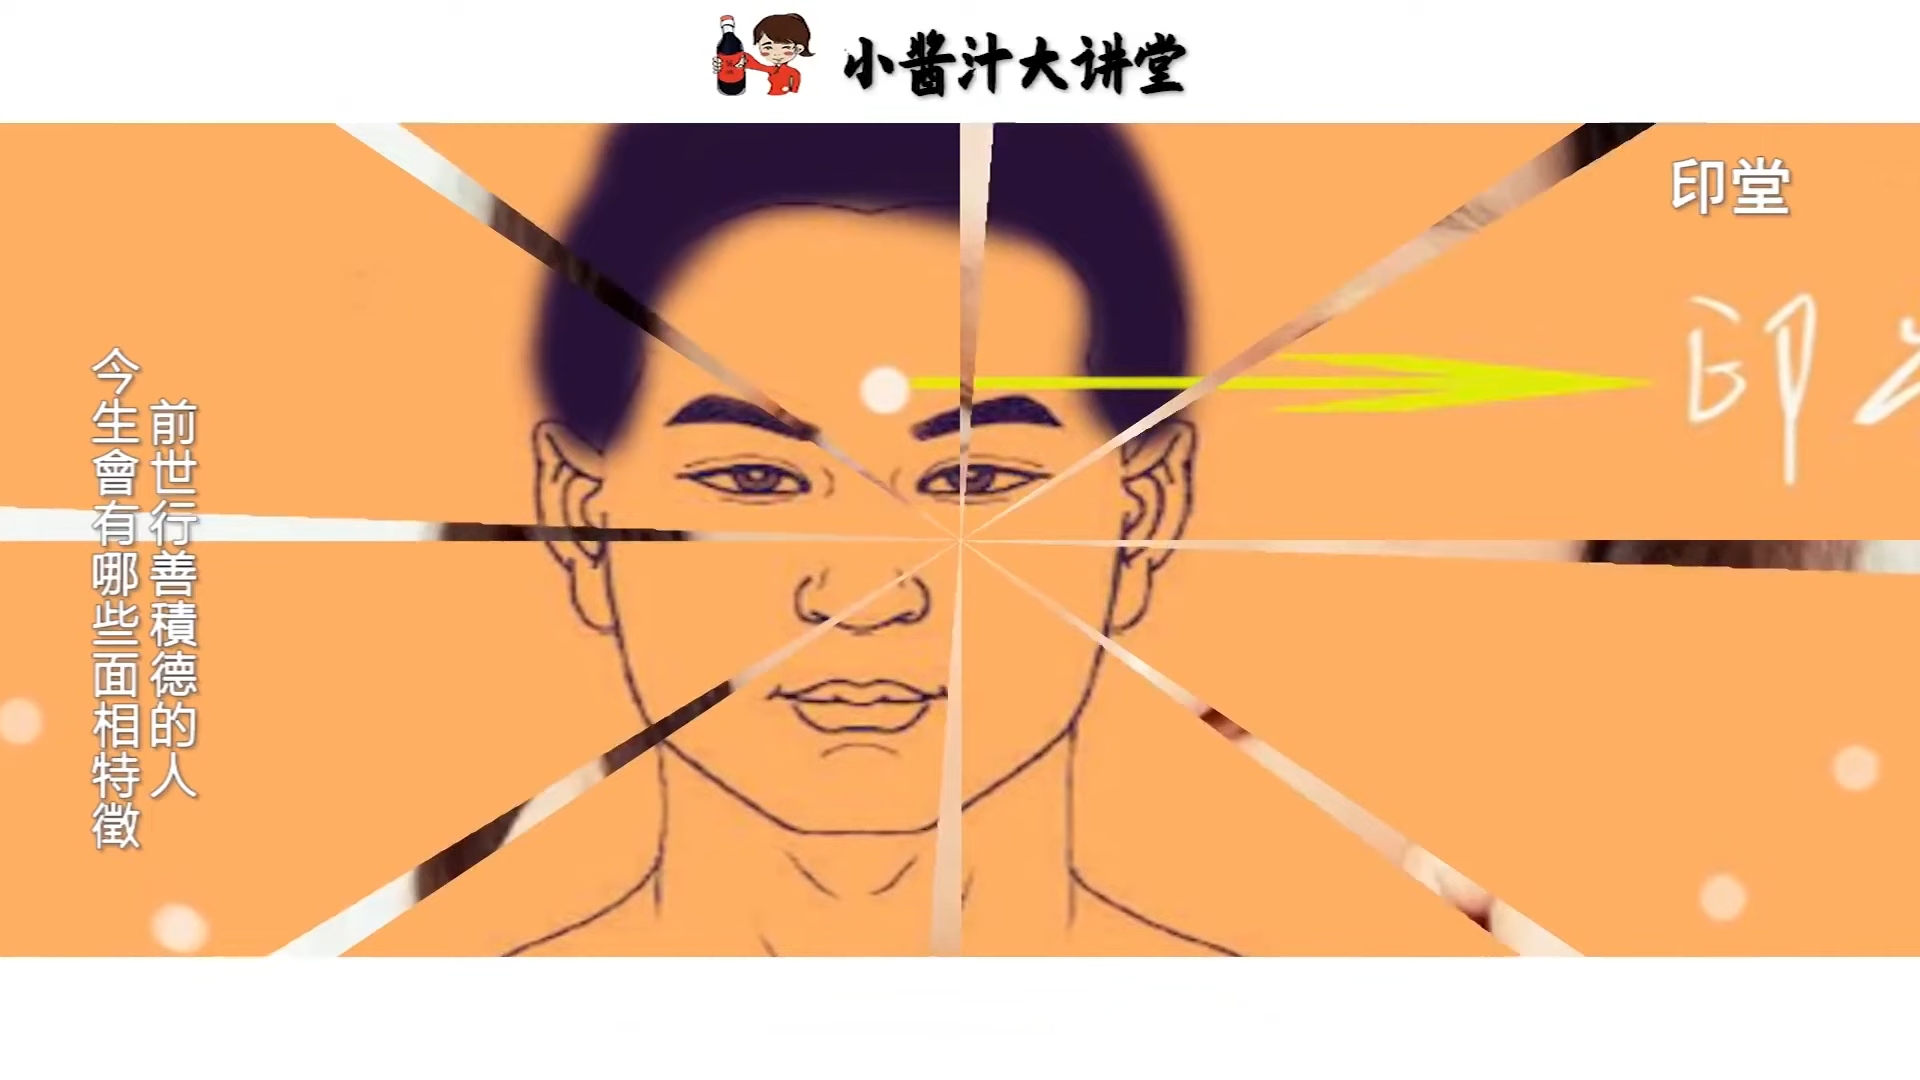 小酱汁大讲堂
印堂
印
前世行善積德的人
今生會有哪些面相特徵